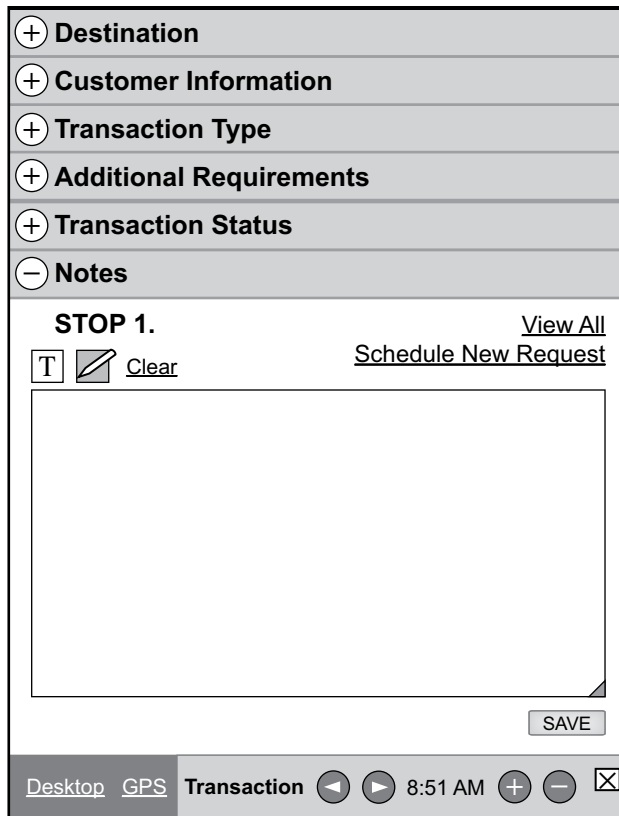 Destination
Customer Information
Transaction Type
Additional Requirements
Transaction Status
Notes
STOP 1.
View All
Schedule New Request
T Clear
SAVE
Desktop GPS Transaction 8:51 AM